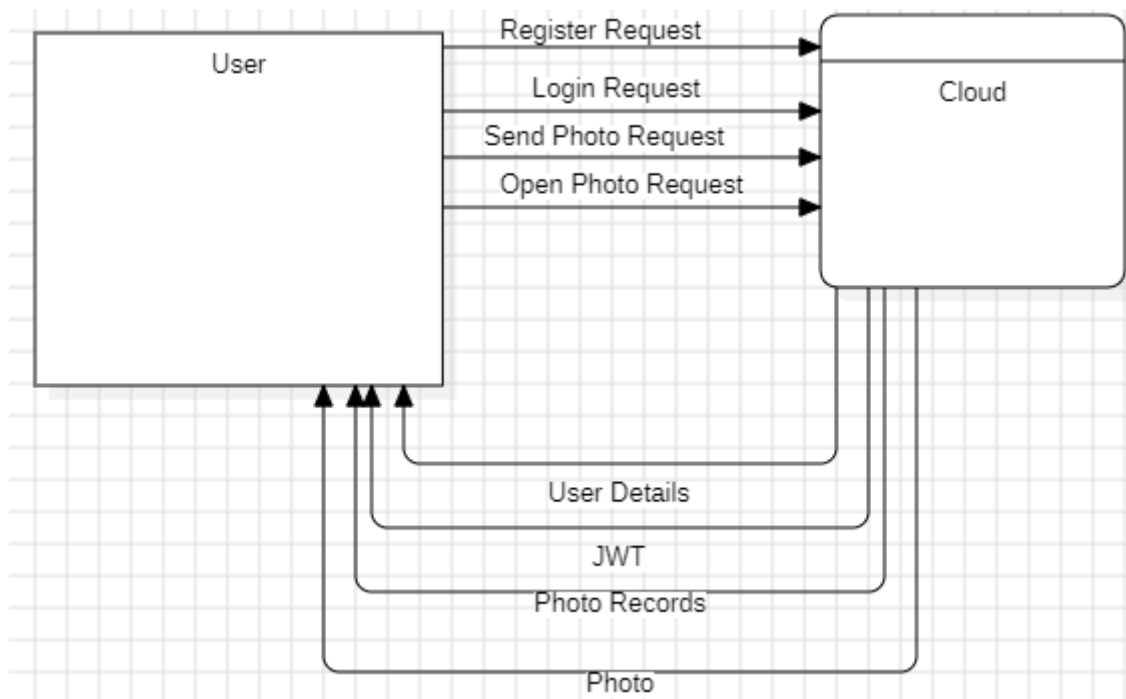 Register Request
User
Login Request
Cloud
Send Photo Request
Open Photo Request
User Details
JWT
Photo Records
Photo